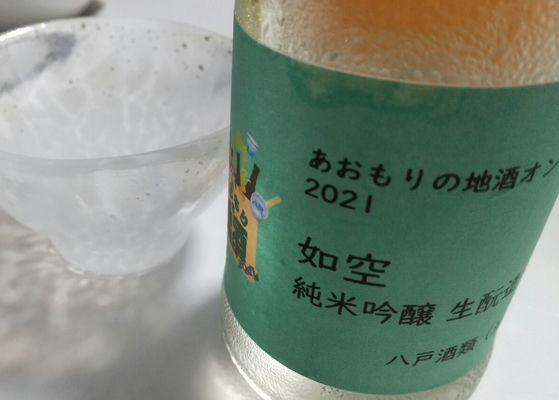 あおもりの地酒オン
2021
如空
純米吟醸 生酛造
八戸酒類